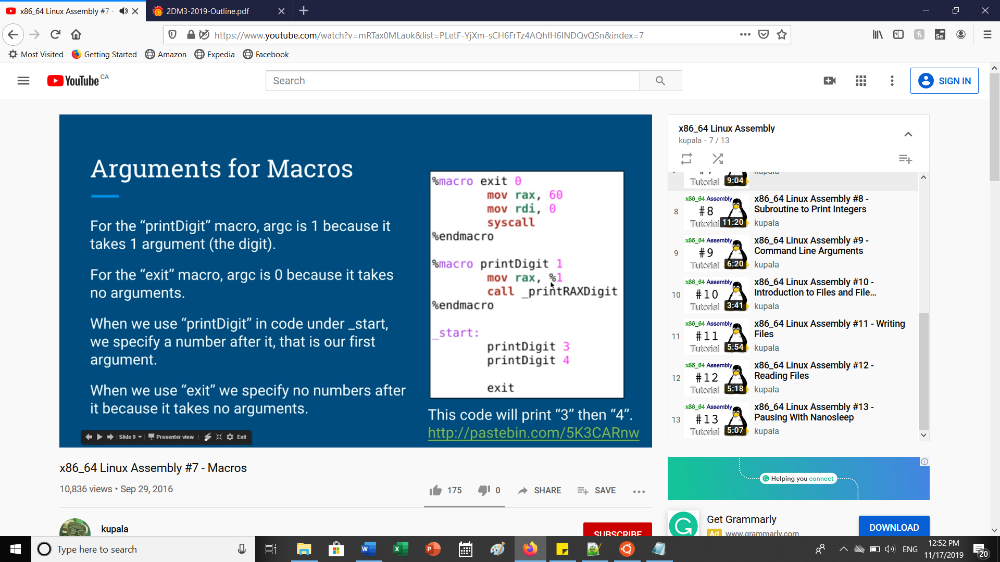 x86_64 Linux Assembly #7 -
2DM3-2019-Outline.pdf
https://www.youtube.com/watch?v=mRTax0MLaok&list=PLetF-YjXm-sCH6FrTz4AQhfH6INDQvQSn&index=7
Most Visited
Getting Started
Amazon
Expedia
Facebook
YouTube CA
Search
SIGN IN
Arguments for Macros
For the “printDigit” macro, argc is 1 because it
takes 1 argument (the digit).
For the “exit” macro, argc is 0 because it takes
no arguments.
When we use “printDigit” in code under _start,
we specify a number after it, that is our first
argument.
When we use “exit” we specify no numbers after
it because it takes no arguments.
%macro exit 0
mov rax, 60
mov rdi, 0
syscall
%endmacro
%macro printDigit 1
mov rax, %1
call _printRAXDigit
%endmacro
_start:
printDigit 3
printDigit 4
exit
This code will print “3” then “4”.
http://pastebin.com/5K3CARnw
Slide 9
Presenter view
Exit
x86_64 Linux Assembly #7 - Macros
10,836 views • Sep 29, 2016
175
0
SHARE
SAVE
kupala
SUBSCRIBE
x86_64 Linux Assembly
kupala - 7 / 13
Tutorial
9:04
kupala
8
x86_64 Assembly
#8
Tutorial
11:20
x86_64 Linux Assembly #8 -
Subroutine to Print Integers
kupala
9
x86_64 Assembly
#9
Tutorial
6:20
x86_64 Linux Assembly #9 -
Command Line Arguments
kupala
10
x86_64 Assembly
#10
Tutorial
3:41
x86_64 Linux Assembly #10 -
Introduction to Files and File...
kupala
11
x86_64 Assembly
#11
Tutorial
5:54
x86_64 Linux Assembly #11 - Writing
Files
kupala
12
x86_64 Assembly
#12
Tutorial
5:18
x86_64 Linux Assembly #12 -
Reading Files
kupala
13
x86_64 Assembly
#13
Tutorial
5:07
x86_64 Linux Assembly #13 -
Pausing With Nanosleep
kupala
Helping you connect
Get Grammarly
Ad
www.grammarly.com
DOWNLOAD
Type here to search
ENG
12:52 PM
11/17/2019
20